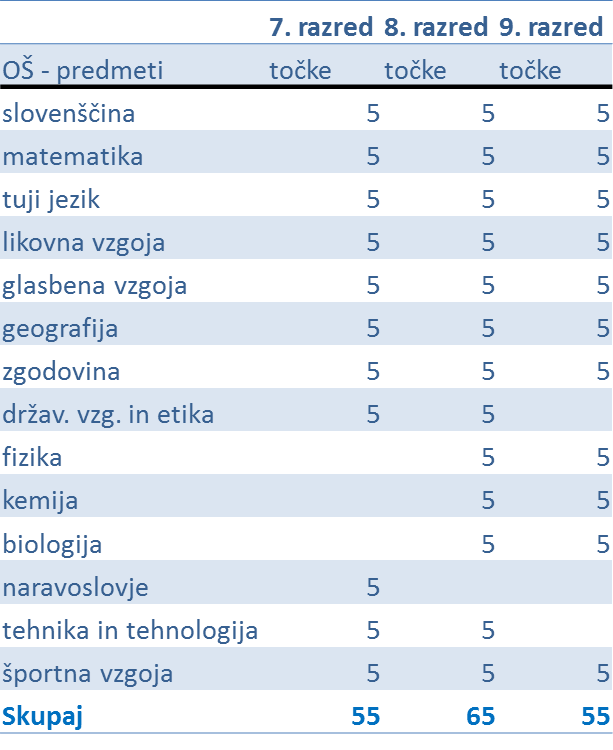 7. razred 8. razred 9. razred
OŠ - predmeti točke točke točke
slovenščina 5 5 5
matematika 5 5 5
tuji jezik 5 5 5
likovna vzgoja 5 5 5
glasbena vzgoja 5 5 5
geografija 5 5 5
zgodovina 5 5 5
držav. vzg. in etika 5 5
fizika 5 5
kemija 5 5
biologija 5 5
naravoslovje 5
tehnika in tehnologija 5 5
športna vzgoja 5 5 5
Skupaj 55 65 55